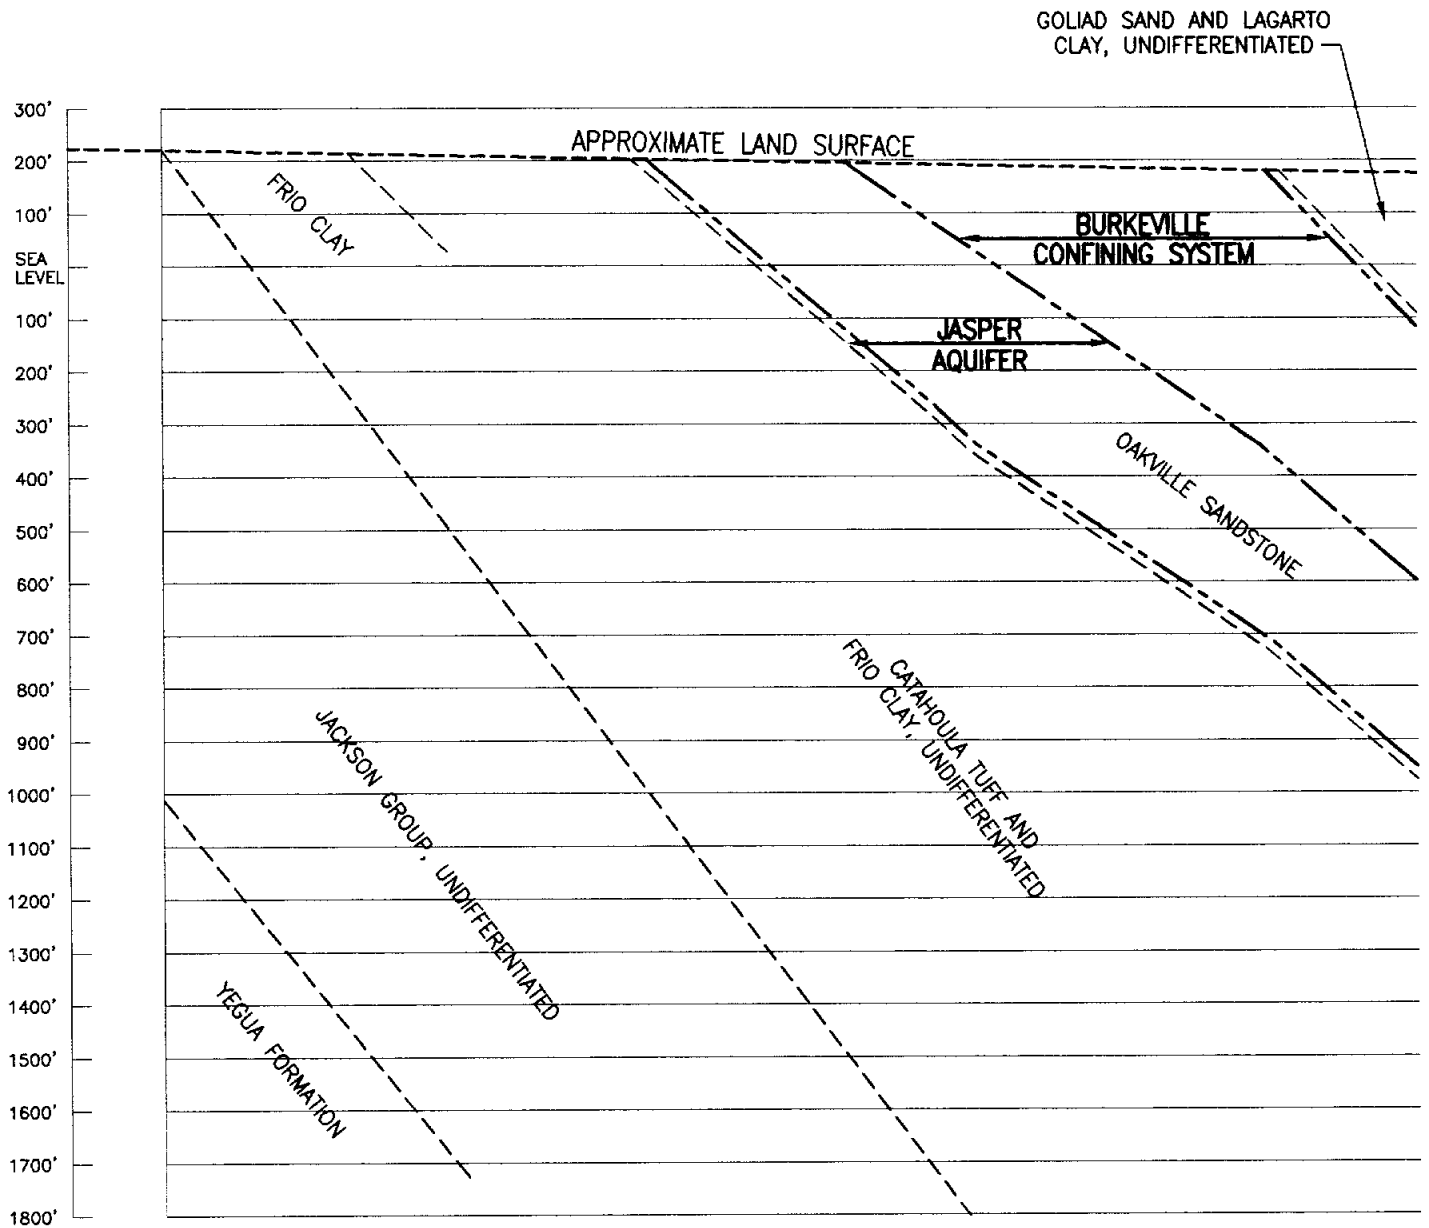 GOLIAD SAND AND LAGARTO
CLAY, UNDIFFERENTIATED
300'
APPROXIMATE LAND SURFACE
200'
FRIO CLAY
100'
BURKEVILLE
CONFINING SYSTEM
SEA
LEVEL
100'
JASPER
AQUIFER
200'
300'
OAKVILLE SANDSTONE
400'
500'
600'
700'
CATAHOULA TUFF AND
FRIO CLAY, UNDIFFERENTIATED
800'
JACKSON GROUP, UNDIFFERENTIATED
900'
1000'
1100'
1200'
1300'
YEGUA FORMATION
1400'
1500'
1600'
1700'
1800'